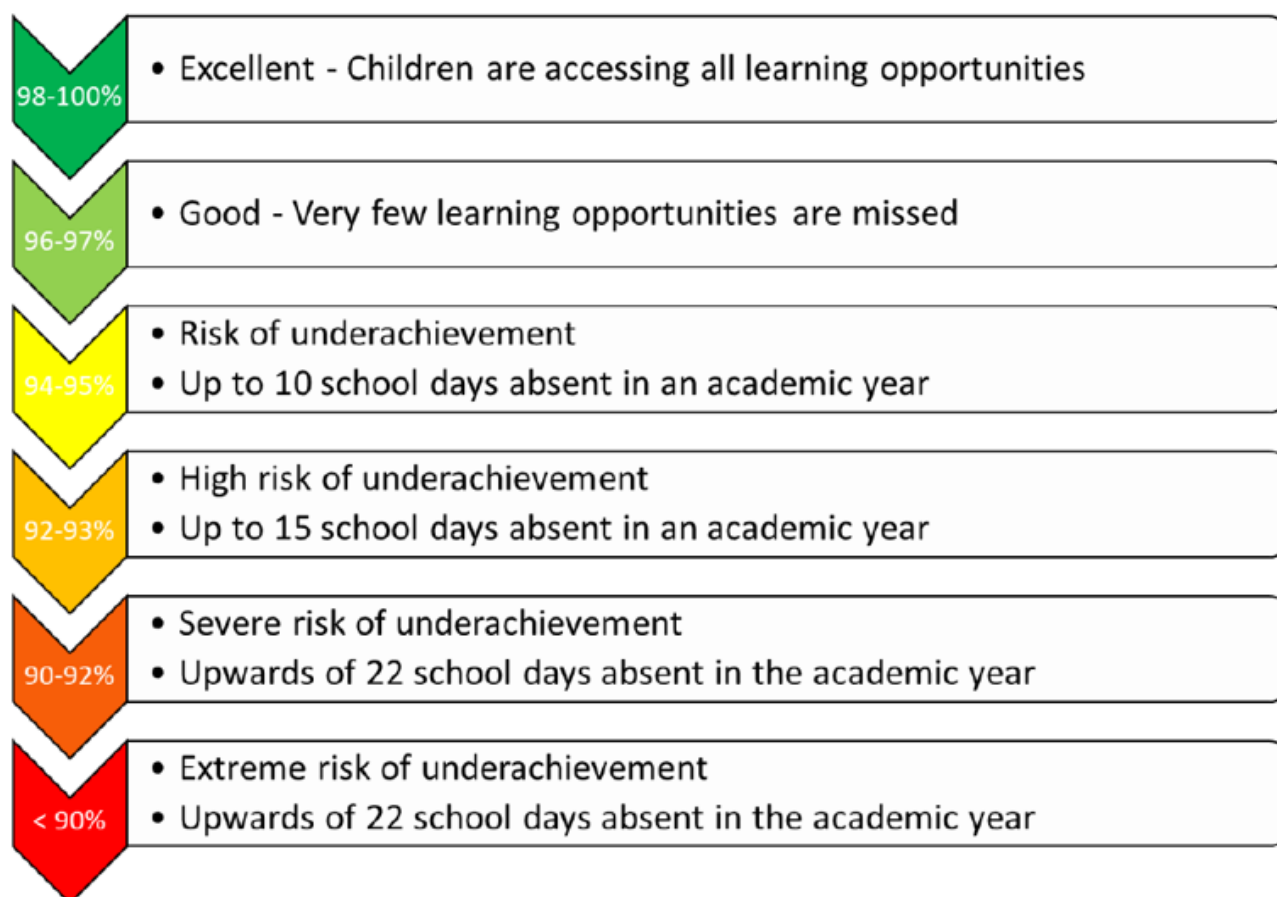 98-100%
• Excellent - Children are accessing all learning opportunities
96-97%
• Good - Very few learning opportunities are missed
94-95%
• Risk of underachievement
• Up to 10 school days absent in an academic year
92-93%
• High risk of underachievement
• Up to 15 school days absent in an academic year
90-92%
• Severe risk of underachievement
• Upwards of 22 school days absent in the academic year
< 90%
• Extreme risk of underachievement
• Upwards of 22 school days absent in the academic year